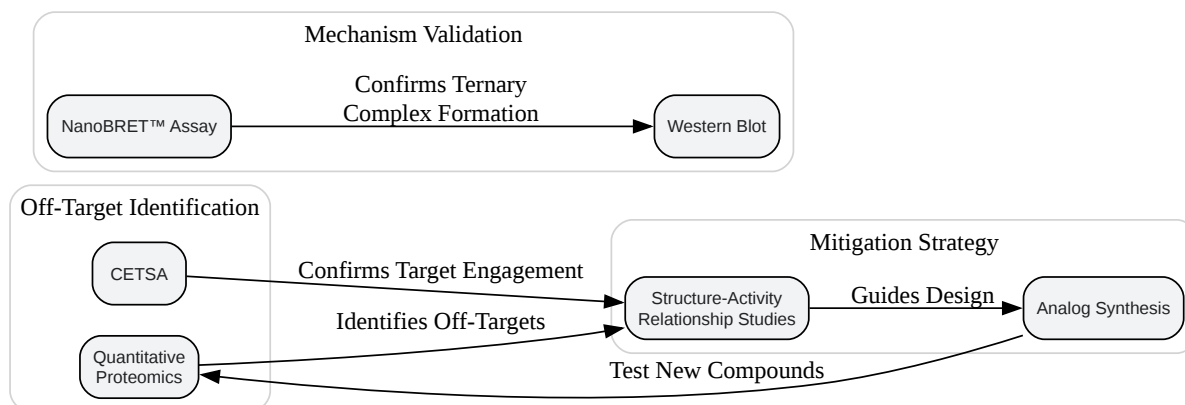 Mechanism Validation
Confirms Ternary
Complex Formation
NanoBRET™ Assay
Western Blot
Off-Target Identification
CETSA
Quantitative
Proteomics
Confirms Target Engagement
Identifies Off-Targets
Mitigation Strategy
Structure-Activity
Relationship Studies
Guides Design
Analog Synthesis
Test New Compounds